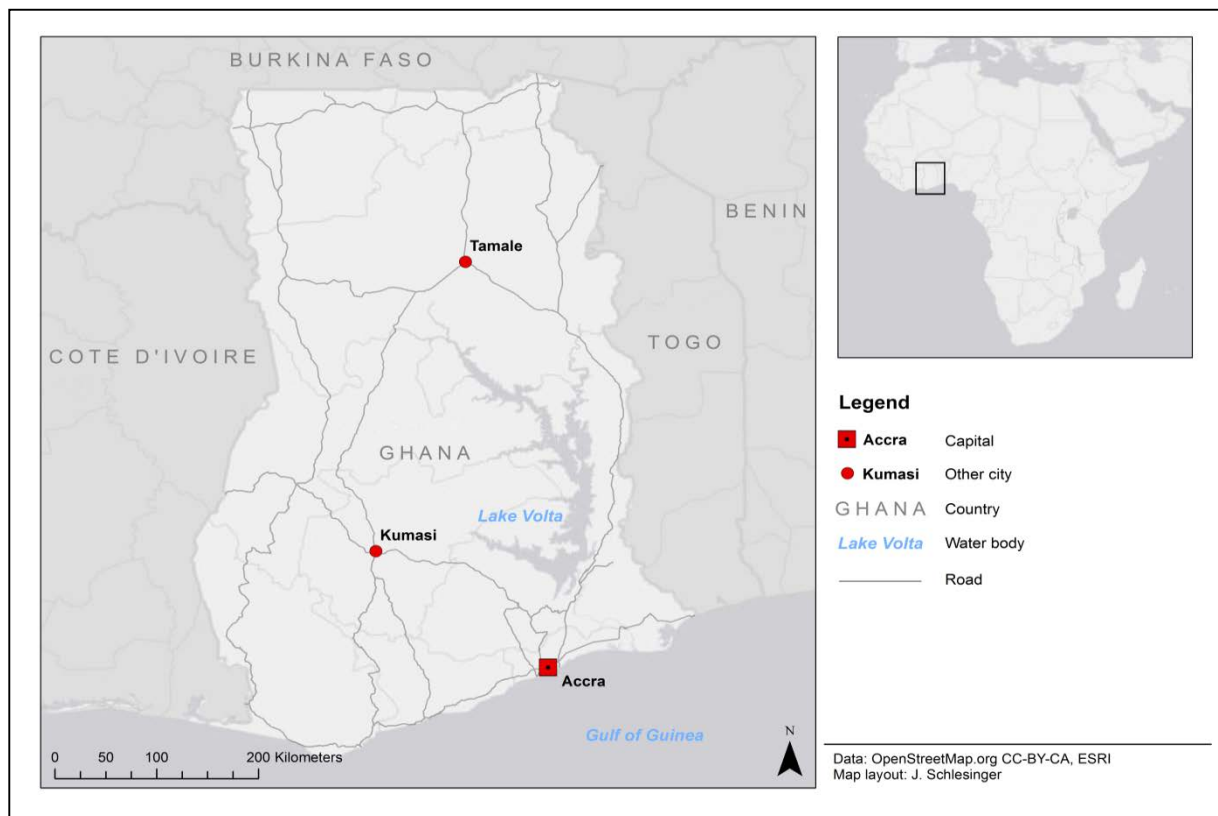 BURKINA FASO
BENIN
Tamale
TOGO
COTE D'IVOIRE
GHANA
Lake Volta
Kumasi
Accra
Gulf of Guinea
N
0 50 100 200 Kilometers
Legend
Accra Capital
Kumasi Other city
GHANA Country
Lake Volta Water body
Road
Data: OpenStreetMap.org CC-BY-CA, ESRI
Map layout: J. Schlesinger